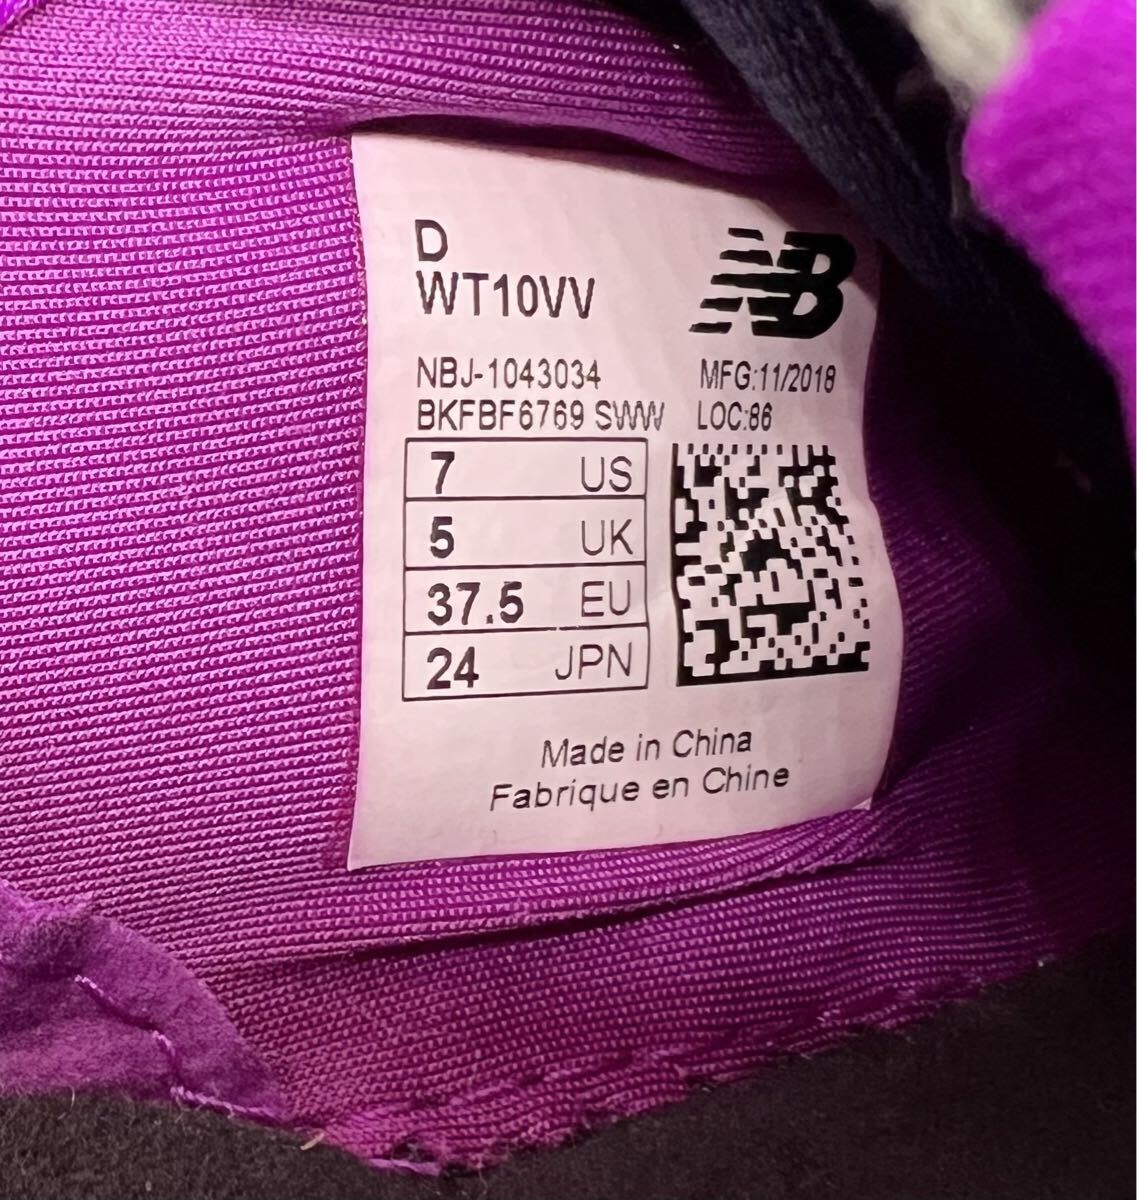 D
WT10VV
NB
NBJ-1043034 MFG:11/2018
BKFBF6769 SWW LOC:86
7 US
5 UK
37.5 EU
24 JPN
Made in China
Fabrique en Chine